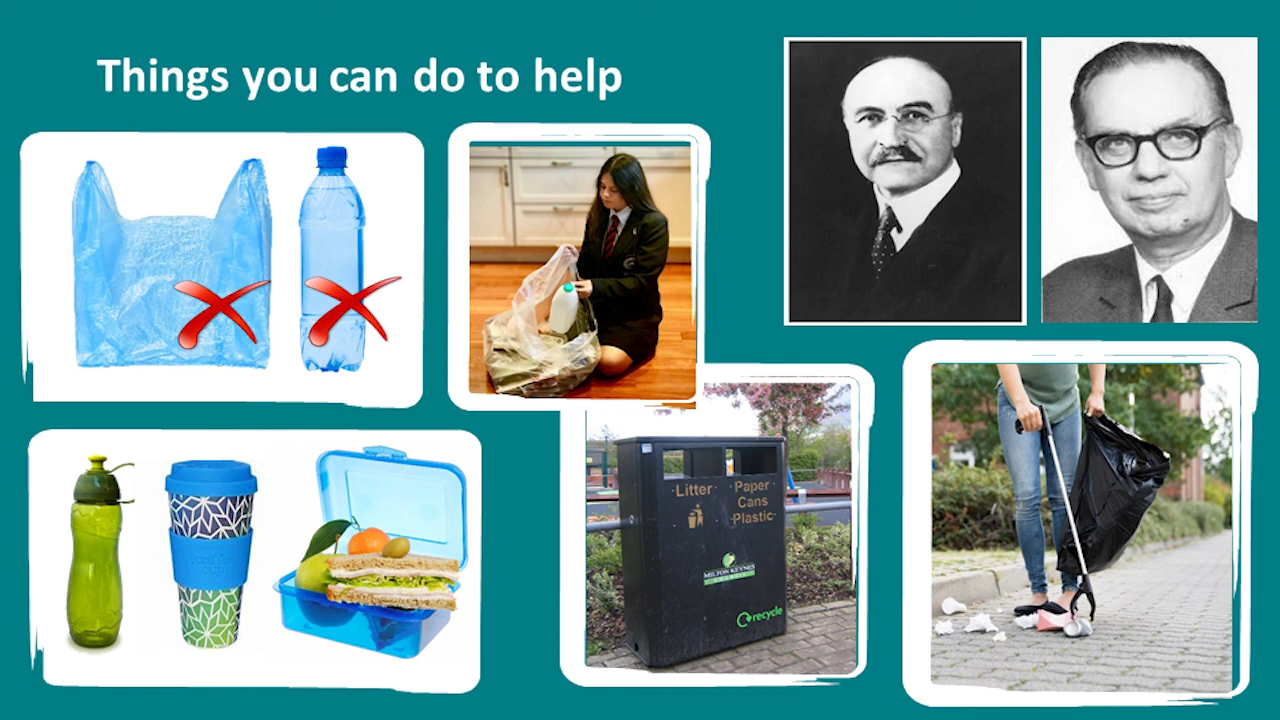 Things you can do to help
Litter
Paper
Cans
Plastic
MILTON KEYNES
recycle